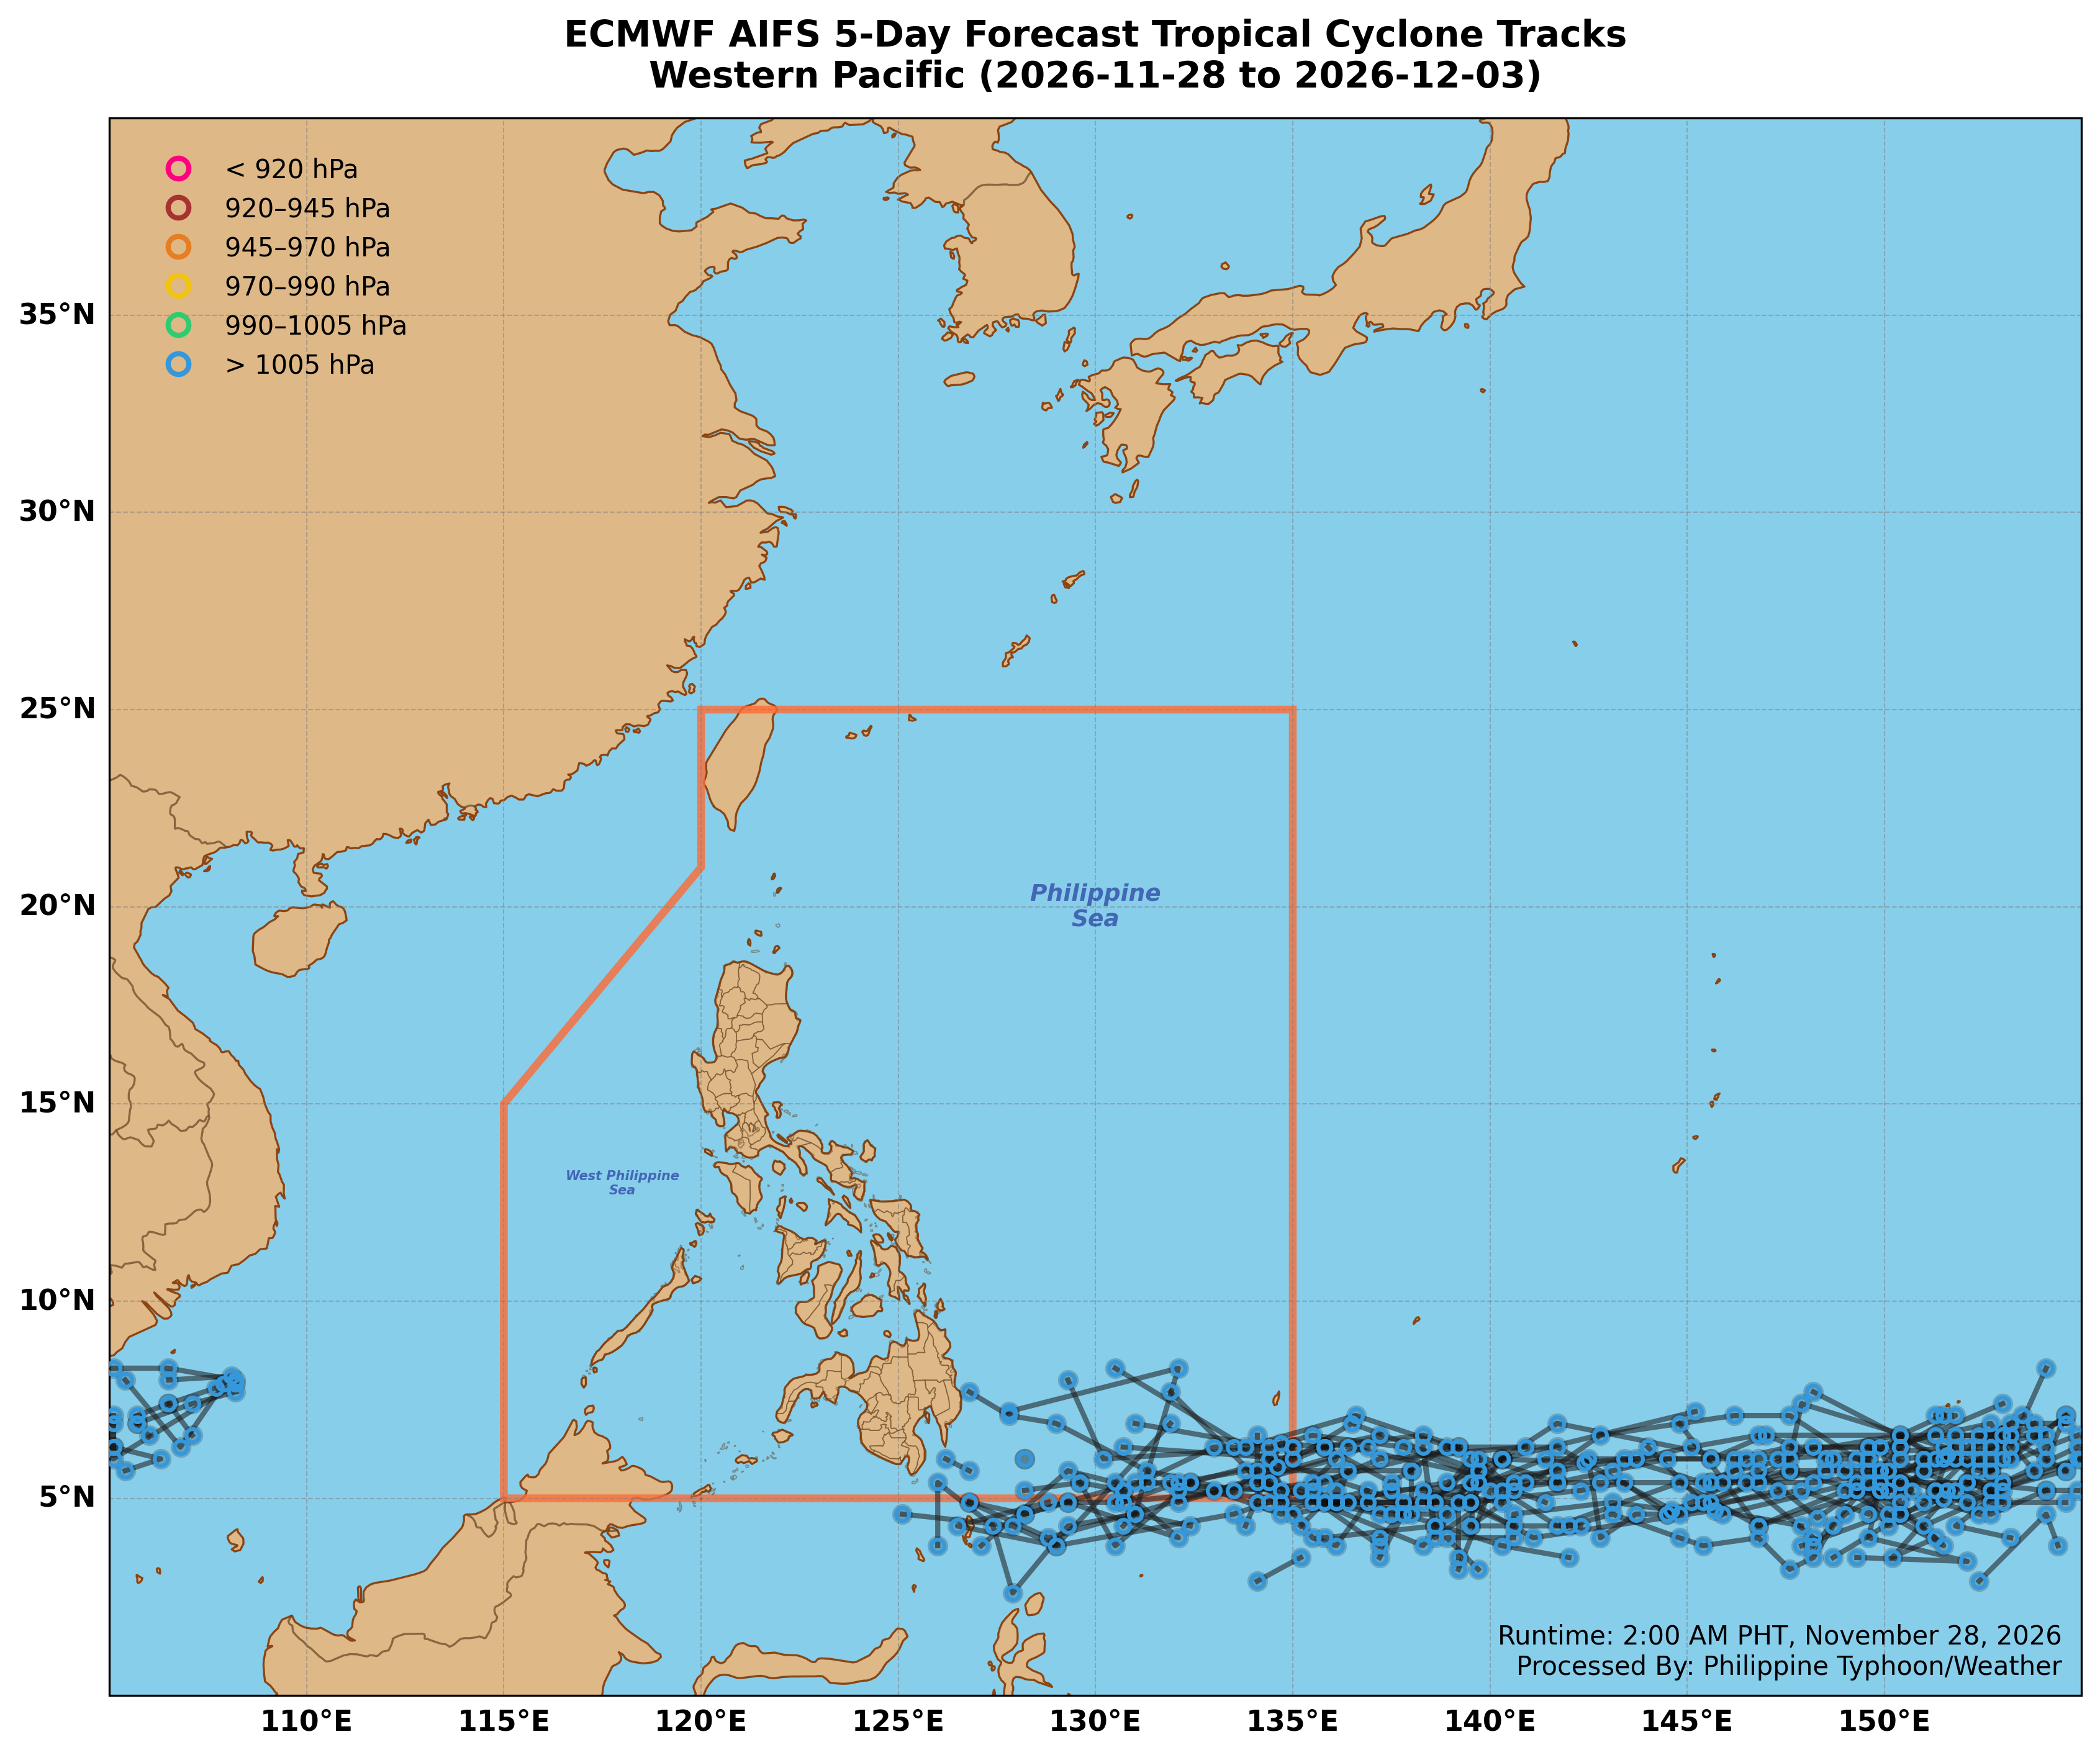 ECMWF AIFS 5-Day Forecast Tropical Cyclone Tracks
Western Pacific (2026-11-28 to 2026-12-03)
< 920 hPa
920–945 hPa
945–970 hPa
970–990 hPa
990–1005 hPa
> 1005 hPa
35°N
30°N
25°N
20°N
15°N
10°N
5°N
Philippine
Sea
West Philippine
Sea
Runtime: 2:00 AM PHT, November 28, 2026
Processed By: Philippine Typhoon/Weather
110°E
115°E
120°E
125°E
130°E
135°E
140°E
145°E
150°E